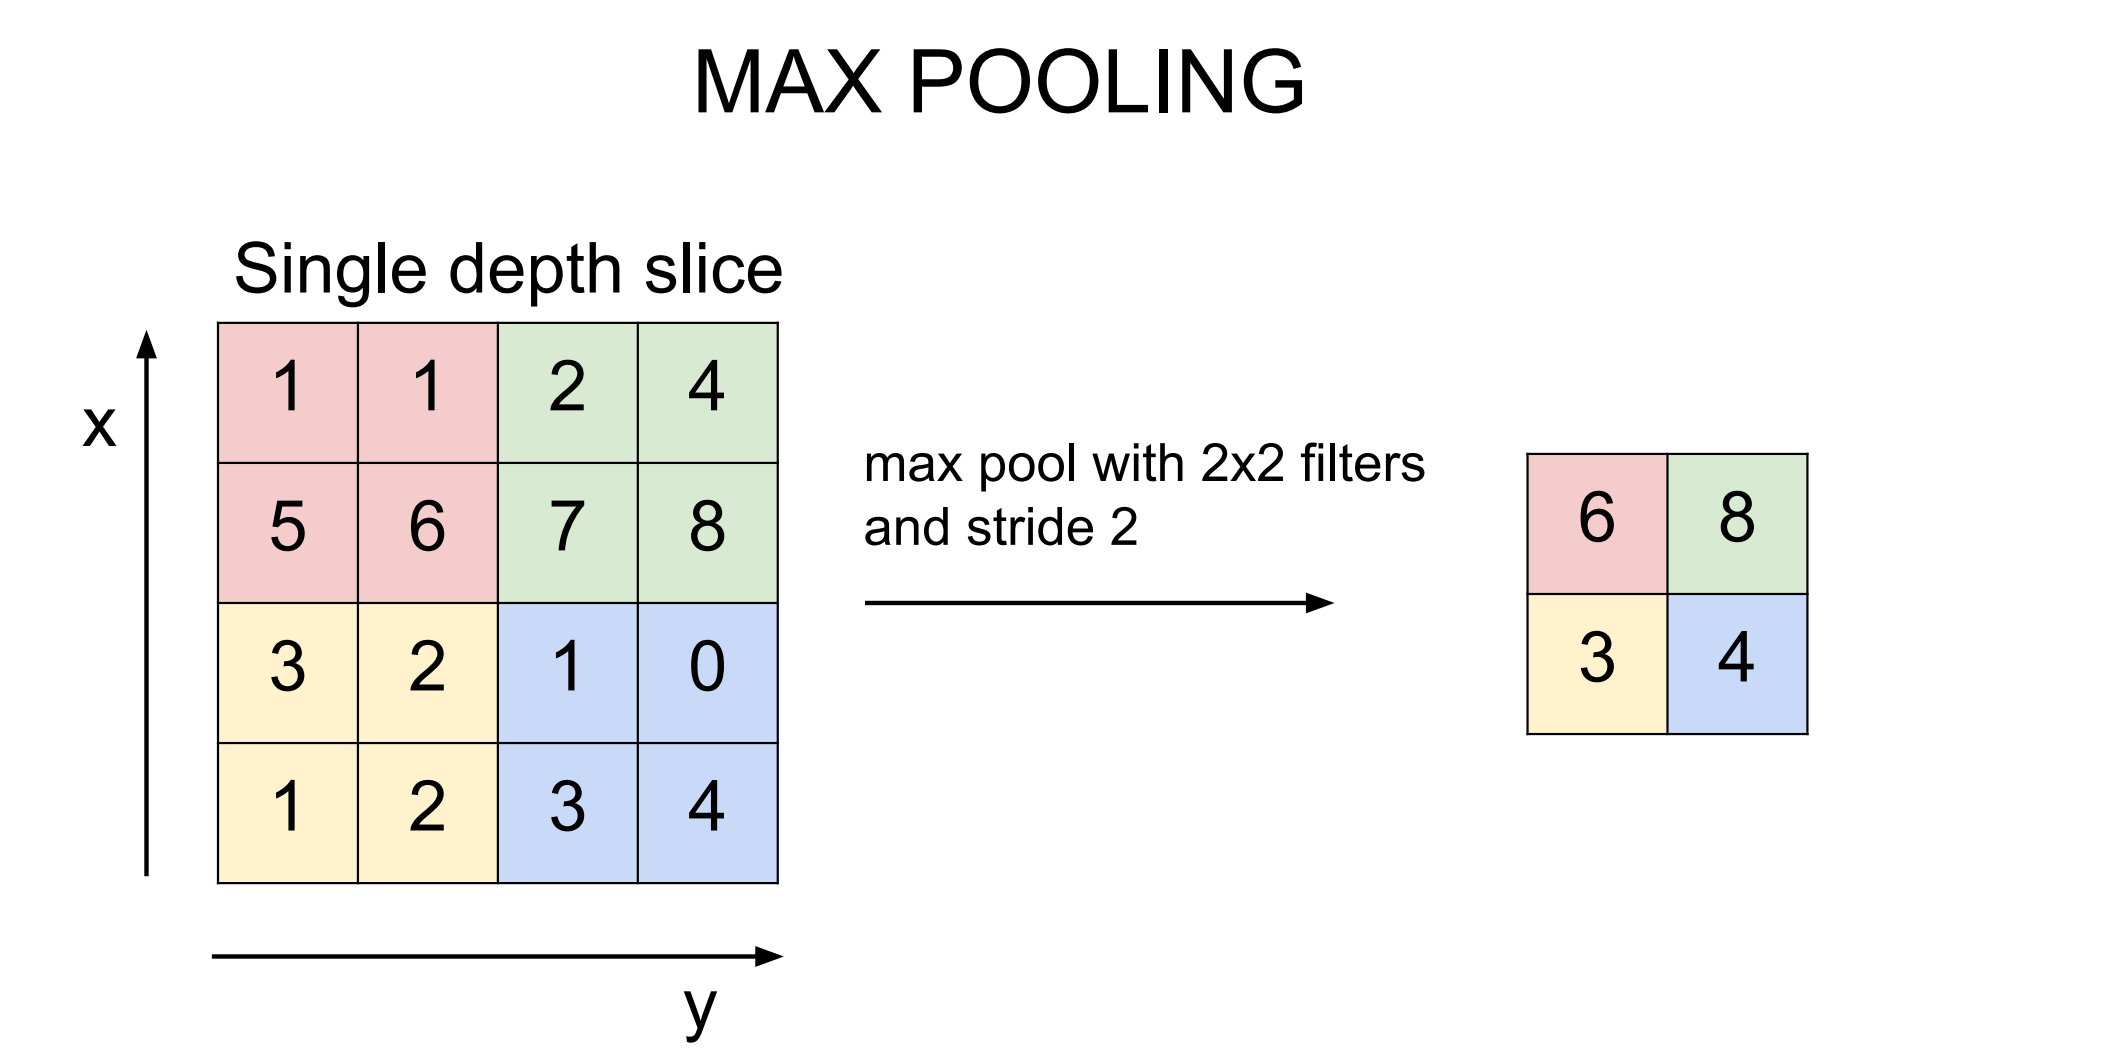 MAX POOLING
Single depth slice
x
1 1 2 4
5 6 7 8
3 2 1 0
1 2 3 4
y
max pool with 2x2 filters
and stride 2
6 8
3 4